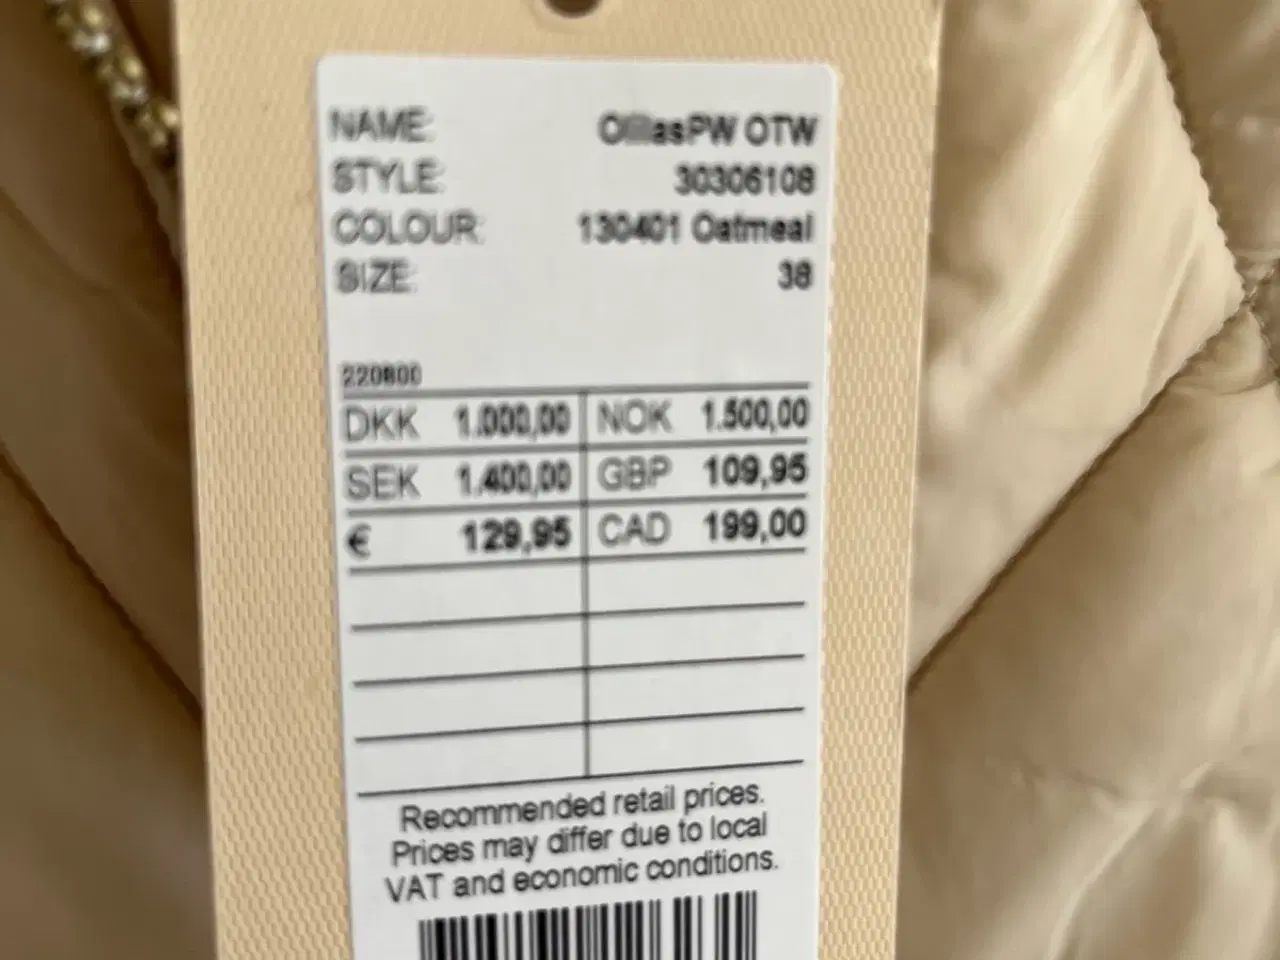 NAME: OlillasPW OTW
STYLE: 30306108
COLOUR: 130401 Oatmeal
SIZE: 38
220800
DKK 1.000,00 NOK 1.500,00
SEK 1.400,00 GBP 109,95
€ 129,95 CAD 199,00
Recommended retail prices.
Prices may differ due to local
VAT and economic conditions.